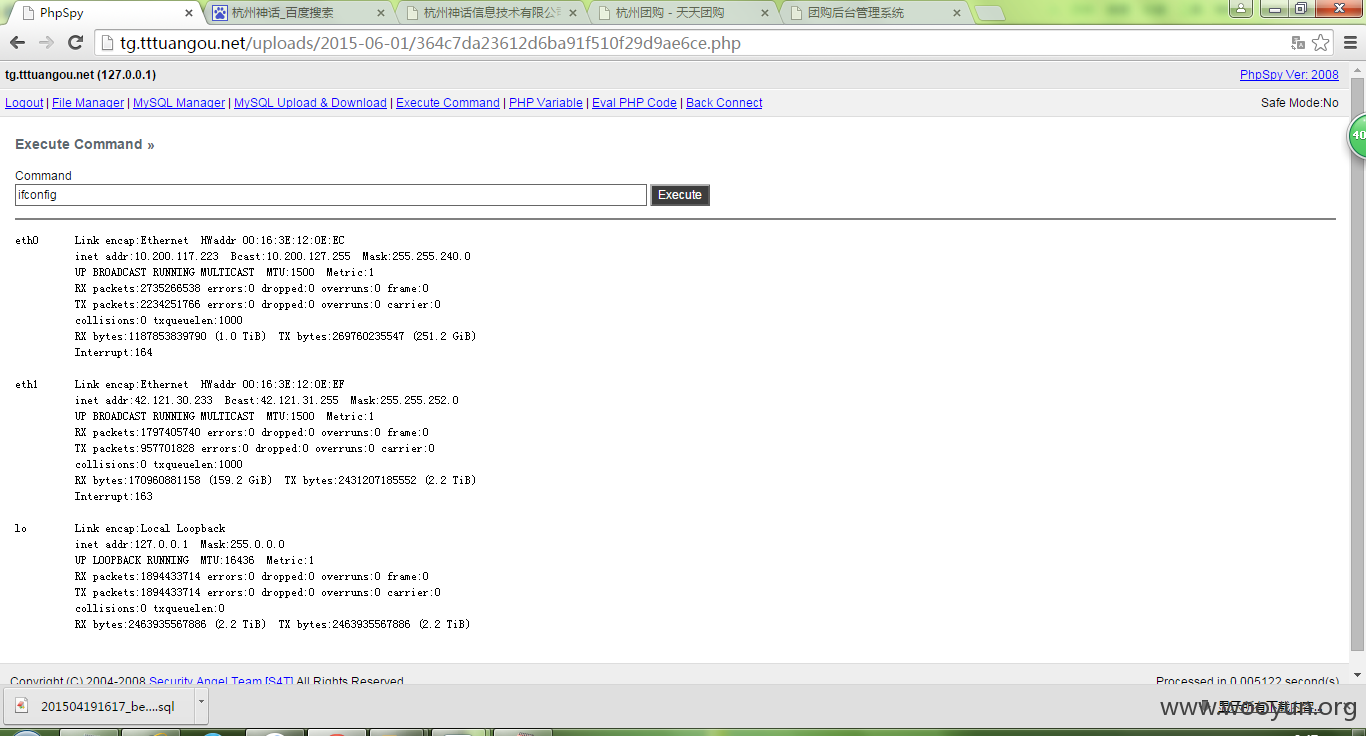 PhpSpy
杭州神话_百度搜索
杭州神话信息技术有限公
杭州团购 - 天天团购
团购后台管理系统
tg.tttuangou.net/uploads/2015-06-01/364c7da23612d6ba91f510f29d9ae6ce.php
tg.tttuangou.net (127.0.0.1) PhpSpy Ver: 2008
Logout | File Manager | MySQL Manager | MySQL Upload & Download | Execute Command | PHP Variable | Eval PHP Code | Back Connect Safe Mode:No
40
Execute Command »
Command
ifconfig Execute
eth0 Link encap:Ethernet HWaddr 00:16:3E:12:0E:EC
inet addr:10.200.117.223 Bcast:10.200.127.255 Mask:255.255.240.0
UP BROADCAST RUNNING MULTICAST MTU:1500 Metric:1
RX packets:2735266538 errors:0 dropped:0 overruns:0 frame:0
TX packets:2234251766 errors:0 dropped:0 overruns:0 carrier:0
collisions:0 txqueuelen:1000
RX bytes:1187853839790 (1.0 TiB) TX bytes:269760235547 (251.2 GiB)
Interrupt:164
eth1 Link encap:Ethernet HWaddr 00:16:3E:12:0E:EF
inet addr:42.121.30.233 Bcast:42.121.31.255 Mask:255.255.252.0
UP BROADCAST RUNNING MULTICAST MTU:1500 Metric:1
RX packets:1797405740 errors:0 dropped:0 overruns:0 frame:0
TX packets:957701828 errors:0 dropped:0 overruns:0 carrier:0
collisions:0 txqueuelen:1000
RX bytes:170960881158 (159.2 GiB) TX bytes:2431207185552 (2.2 TiB)
Interrupt:163
lo Link encap:Local Loopback
inet addr:127.0.0.1 Mask:255.0.0.0
UP LOOPBACK RUNNING MTU:16436 Metric:1
RX packets:1894433714 errors:0 dropped:0 overruns:0 frame:0
TX packets:1894433714 errors:0 dropped:0 overruns:0 carrier:0
collisions:0 txqueuelen:0
RX bytes:2463935567886 (2.2 TiB) TX bytes:2463935567886 (2.2 TiB)
Copyright (C) 2004-2008 Security Angel Team [S4T] All Rights Reserved. Processed in 0.005122 second(s)
201504191617_be....sql
显示所有下载内容...
www.wooyun.org